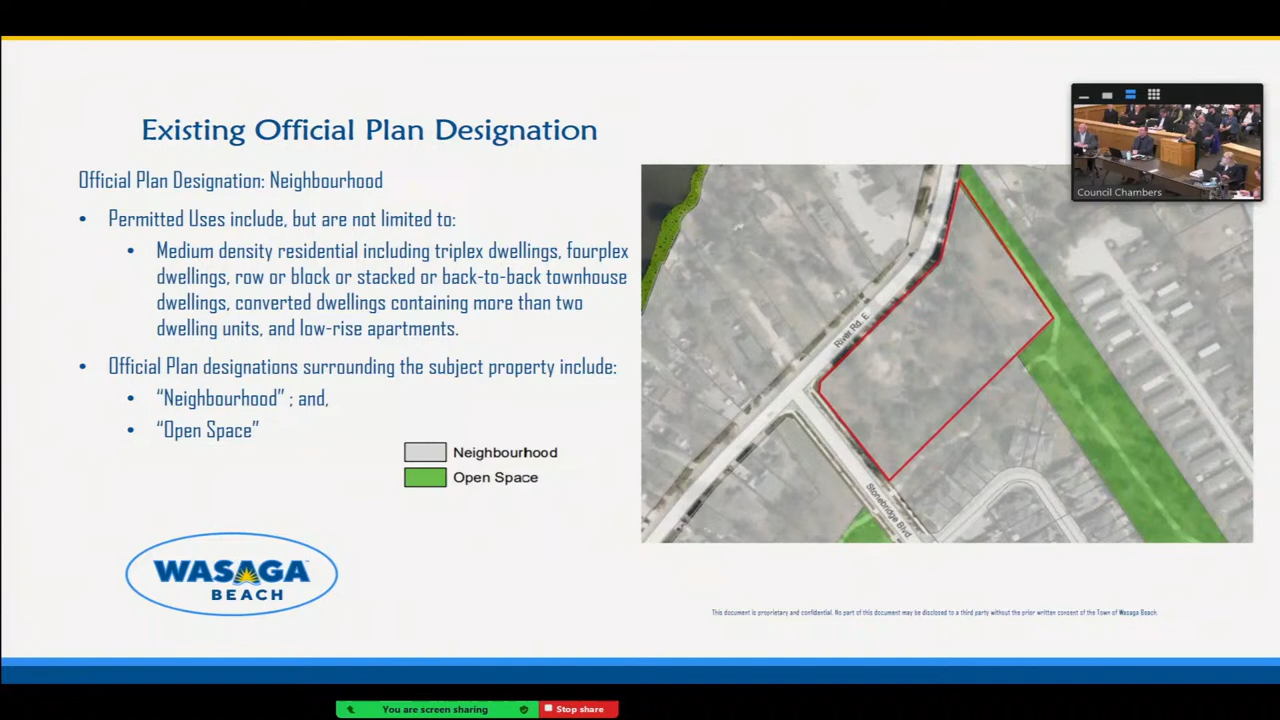 Existing Official Plan Designation
Official Plan Designation: Neighbourhood
• Permitted Uses include, but are not limited to:
• Medium density residential including triplex dwellings, fourplex
dwellings, row or block or stacked or back-to-back townhouse
dwellings, converted dwellings containing more than two
dwelling units, and low-rise apartments.
• Official Plan designations surrounding the subject property include:
• “Neighbourhood” ; and,
• “Open Space”
Neighbourhood
Open Space
WASAGA
BEACH
River Rd. E
Stonebridge Blvd
Council Chambers
This document is proprietary and confidential. No part of this document may be disclosed to a third party without the prior written consent of the Town of Wasaga Beach.
You are screen sharing
Stop share